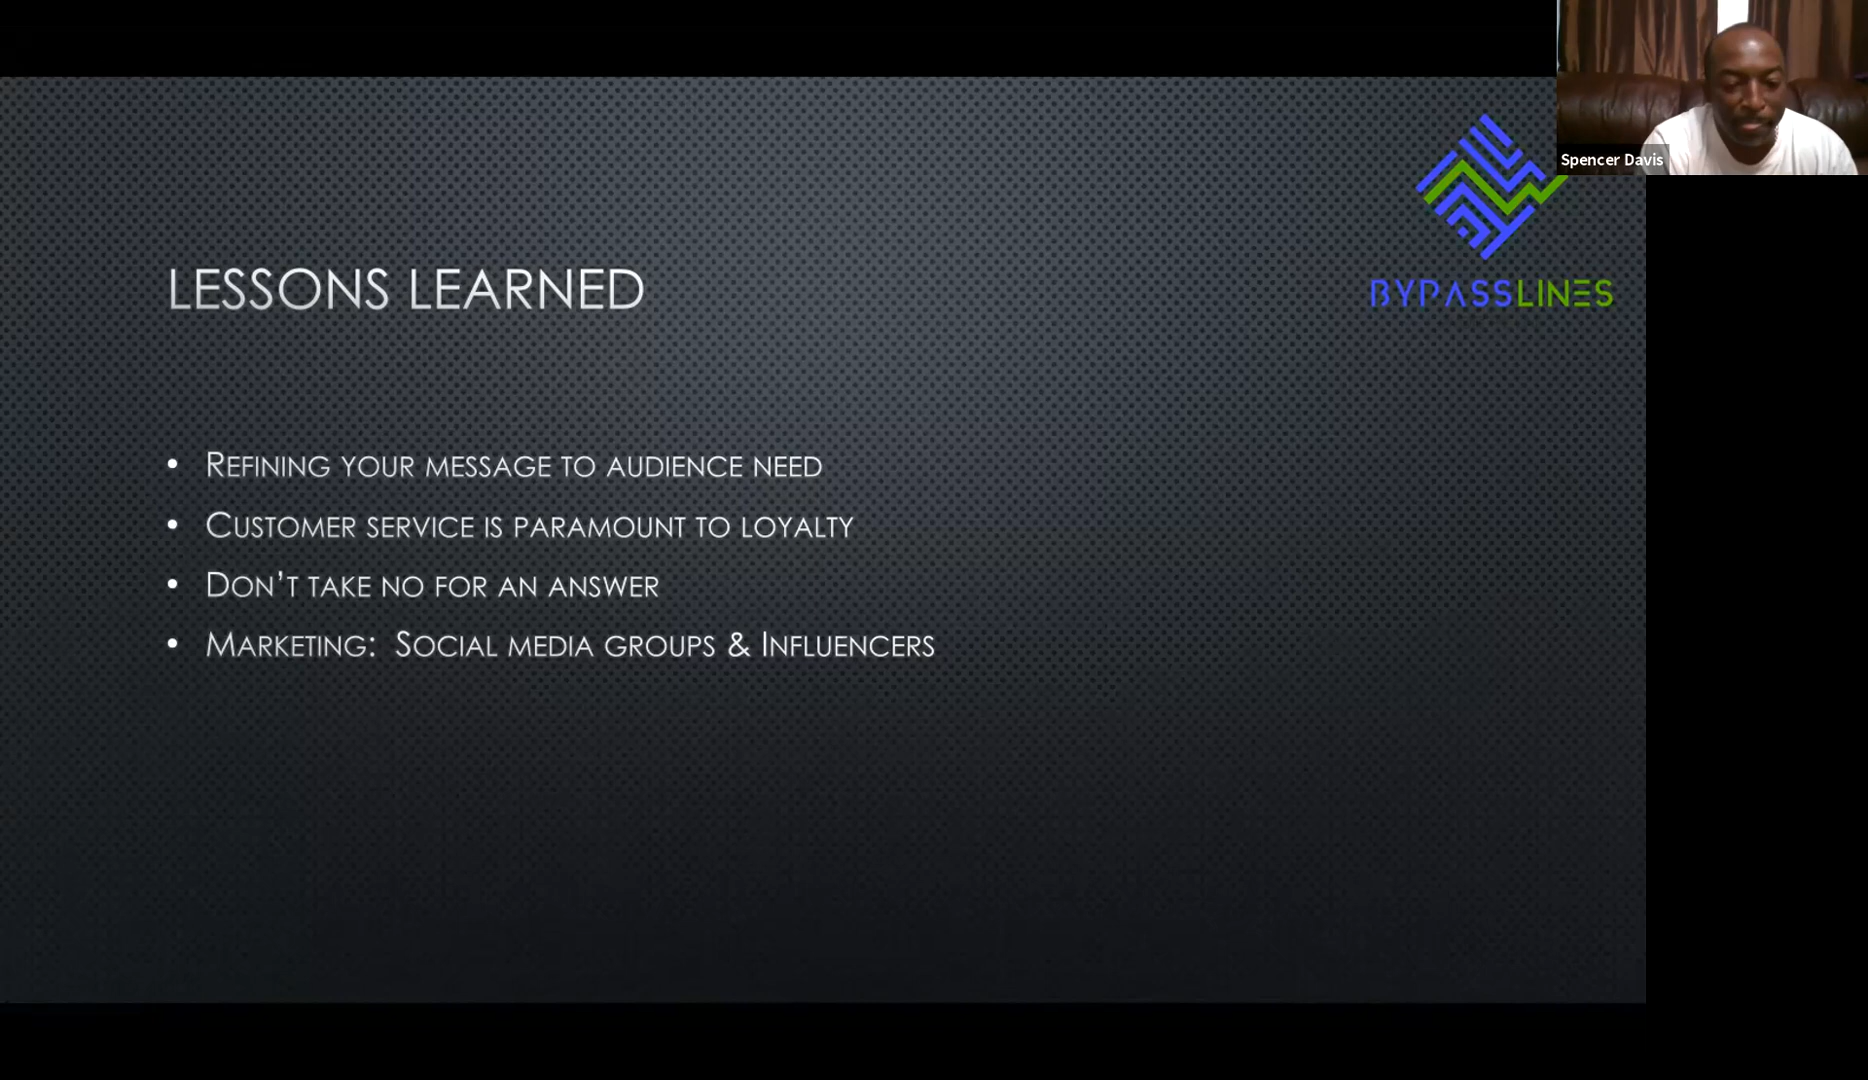 Spencer Davis
BYPASSLINES
LESSONS LEARNED
• REFINING YOUR MESSAGE TO AUDIENCE NEED
• CUSTOMER SERVICE IS PARAMOUNT TO LOYALTY
• DON'T TAKE NO FOR AN ANSWER
• MARKETING: SOCIAL MEDIA GROUPS & INFLUENCERS